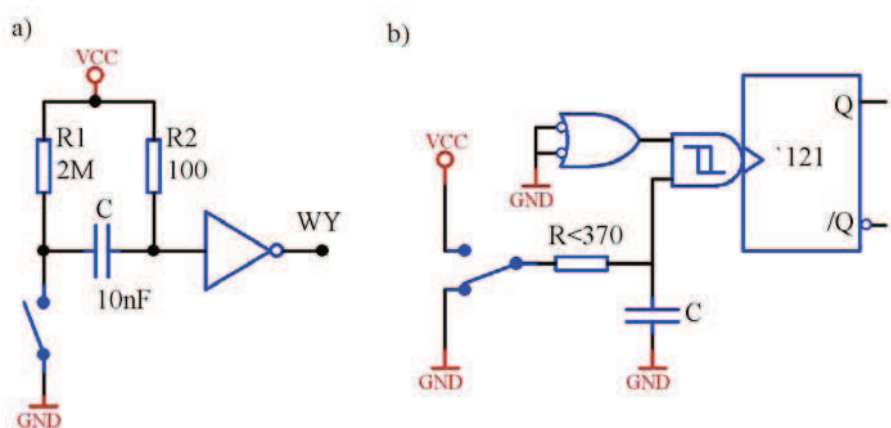 a)
VCC
R1
2M
R2
100
C
10nF
WY
GND
b)
VCC
GND
R<370
C
GND
GND
`121
Q
/Q